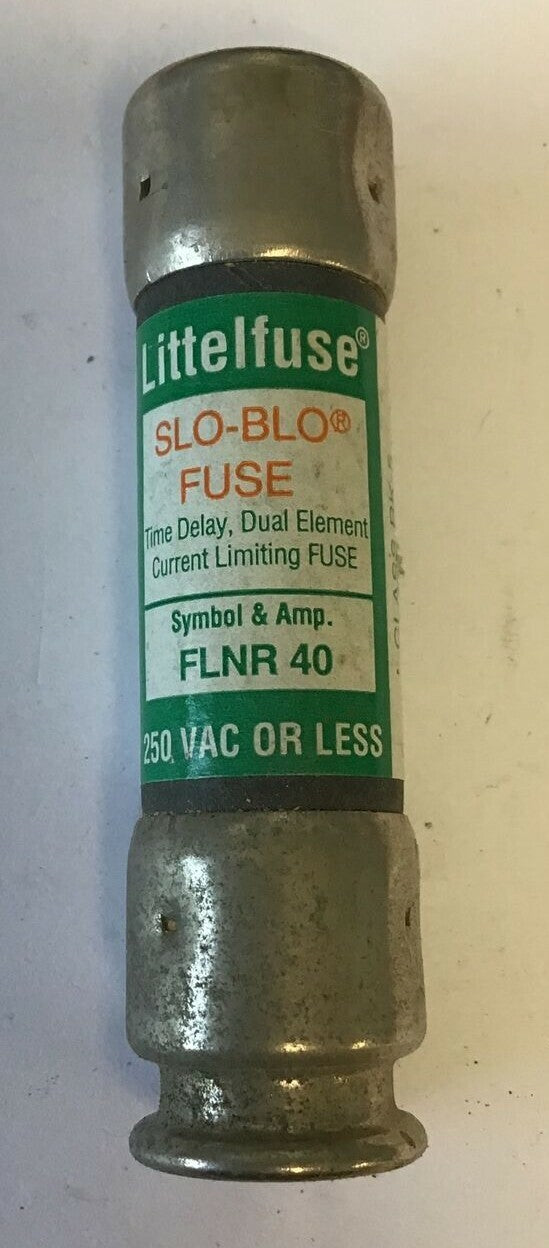 Littelfuse®
SLO-BLO®
FUSE
Time Delay, Dual Element
Current Limiting FUSE
Symbol & Amp.
FLNR 40
250 VAC OR LESS
CLASS